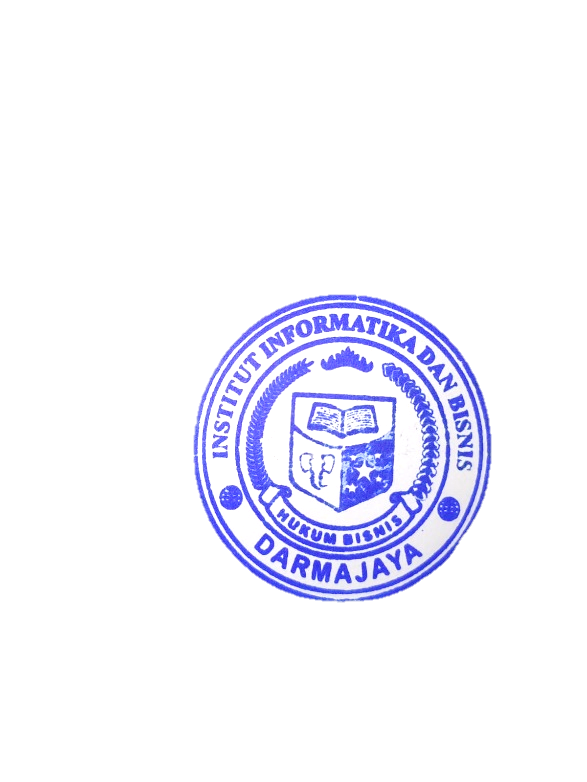 INSTITUT INFORMATIKA DAN BISNIS
HUKUM BISNIS
DARMAJAYA